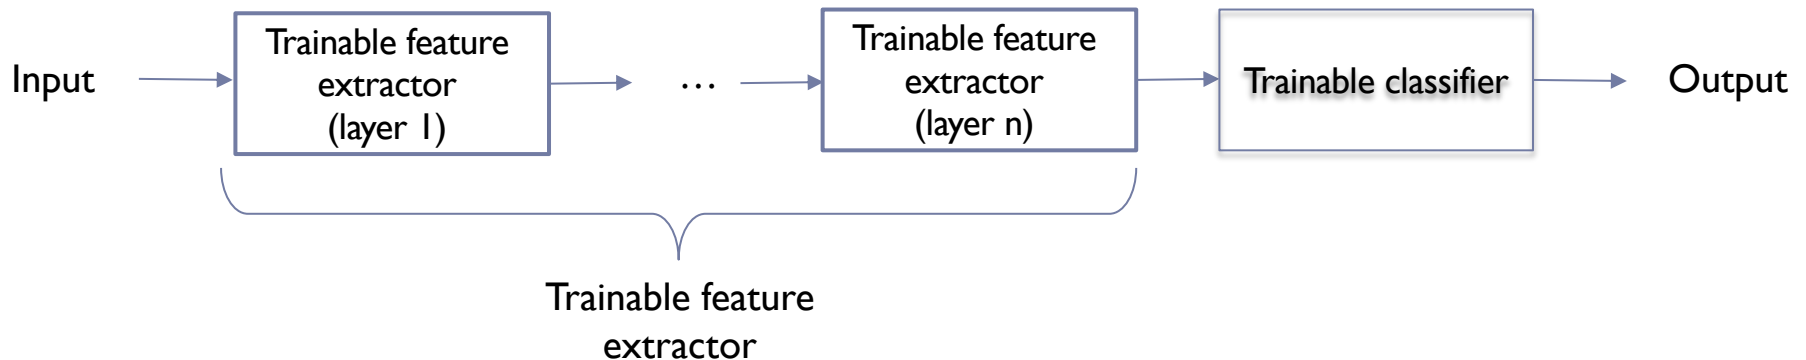 Input
Trainable feature
extractor
(layer 1)
...
Trainable feature
extractor
(layer n)
Trainable classifier
Output
Trainable feature
extractor